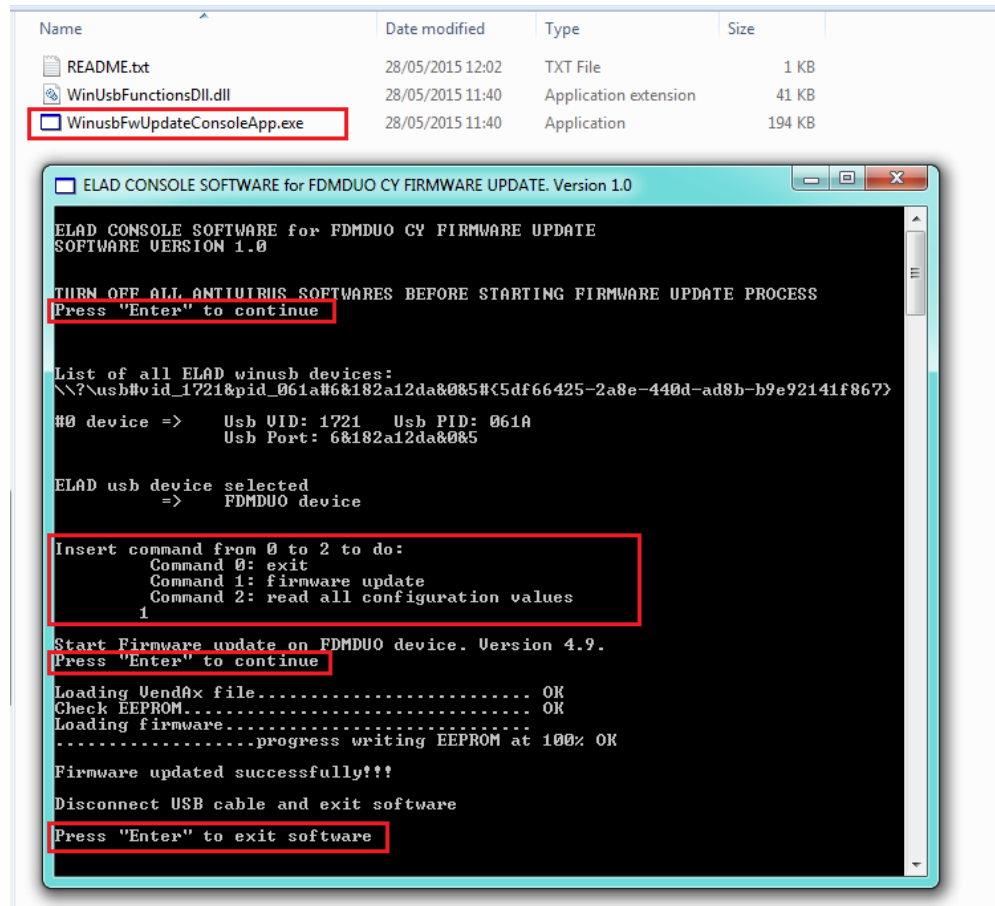 Name Date modified Type Size
README.txt 28/05/2015 12:02 TXT File 1 KB
WinUsbFunctionsDll.dll 28/05/2015 11:40 Application extension 41 KB
WinusbFwUpdateConsoleApp.exe 28/05/2015 11:40 Application 194 KB
ELAD CONSOLE SOFTWARE for FDMDUO CY FIRMWARE UPDATE. Version 1.0
ELAD CONSOLE SOFTWARE for FDMDUO CY FIRMWARE UPDATE
SOFTWARE VERSION 1.0
TURN OFF ALL ANTIVIRUS SOFTWARES BEFORE STARTING FIRMWARE UPDATE PROCESS
Press "Enter" to continue
List of all ELAD winusb devices:
\\?\usb#vid_1721&pid_061a#6&182a12da&0&5#{5df66425-2a8e-440d-ad8b-b9e92141f867}
#0 device => Usb VID: 1721 Usb PID: 061A
Usb Port: 6&182a12da&0&5
ELAD usb device selected
=> FDMDUO device
Insert command from 0 to 2 to do:
Command 0: exit
Command 1: firmware update
Command 2: read all configuration values
1
Start Firmware update on FDMDUO device. Version 4.9.
Press "Enter" to continue
Loading VendAx file.......................... OK
Check EEPROM................................. OK
Loading firmware.............................
...................progress writing EEPROM at 100% OK
Firmware updated successfully!!!
Disconnect USB cable and exit software
Press "Enter" to exit software